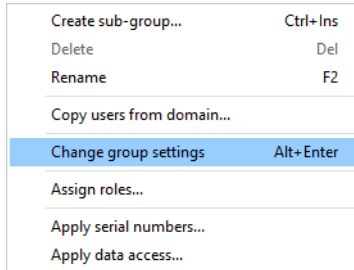 Create sub-group... Ctrl+Ins
Delete Del
Rename F2
Copy users from domain...
Change group settings Alt+Enter
Assign roles...
Apply serial numbers...
Apply data access...